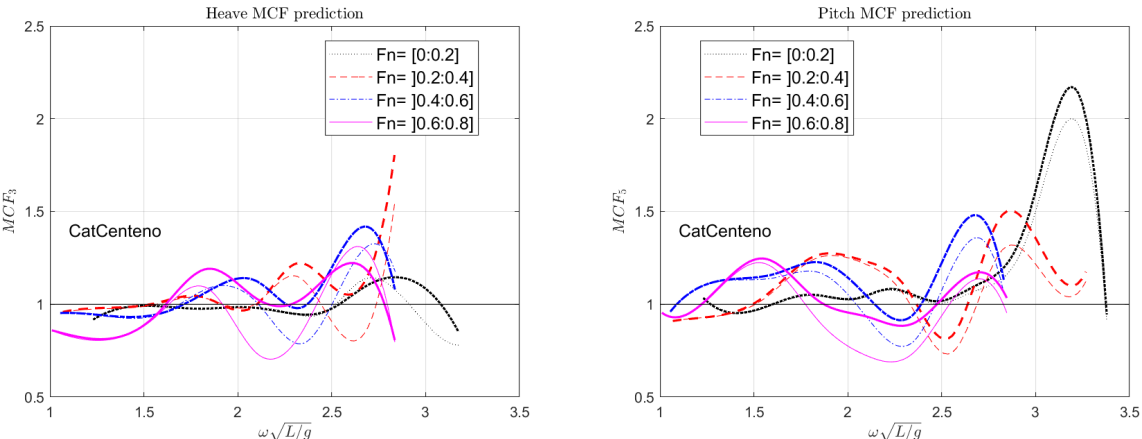 Heave MCF prediction
2.5
2
1.5
1
0.5
MCF₃
Fn= [0:0.2]
Fn= ]0.2:0.4]
Fn= ]0.4:0.6]
Fn= ]0.6:0.8]
CatCenteno
1 1.5 2 2.5 3 3.5
ω√L/g
Pitch MCF prediction
2.5
2
1.5
1
0.5
MCF₅
Fn= [0:0.2]
Fn= ]0.2:0.4]
Fn= ]0.4:0.6]
Fn= ]0.6:0.8]
CatCenteno
1 1.5 2 2.5 3 3.5
ω√L/g